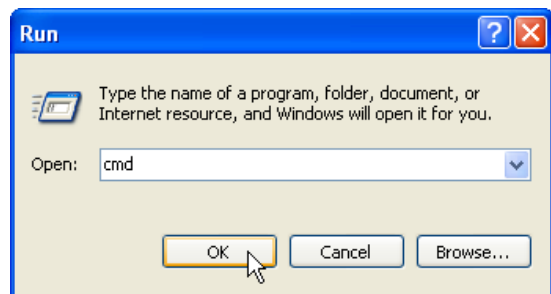 Run
Type the name of a program, folder, document, or
Internet resource, and Windows will open it for you.
Open: cmd
OK Cancel Browse...